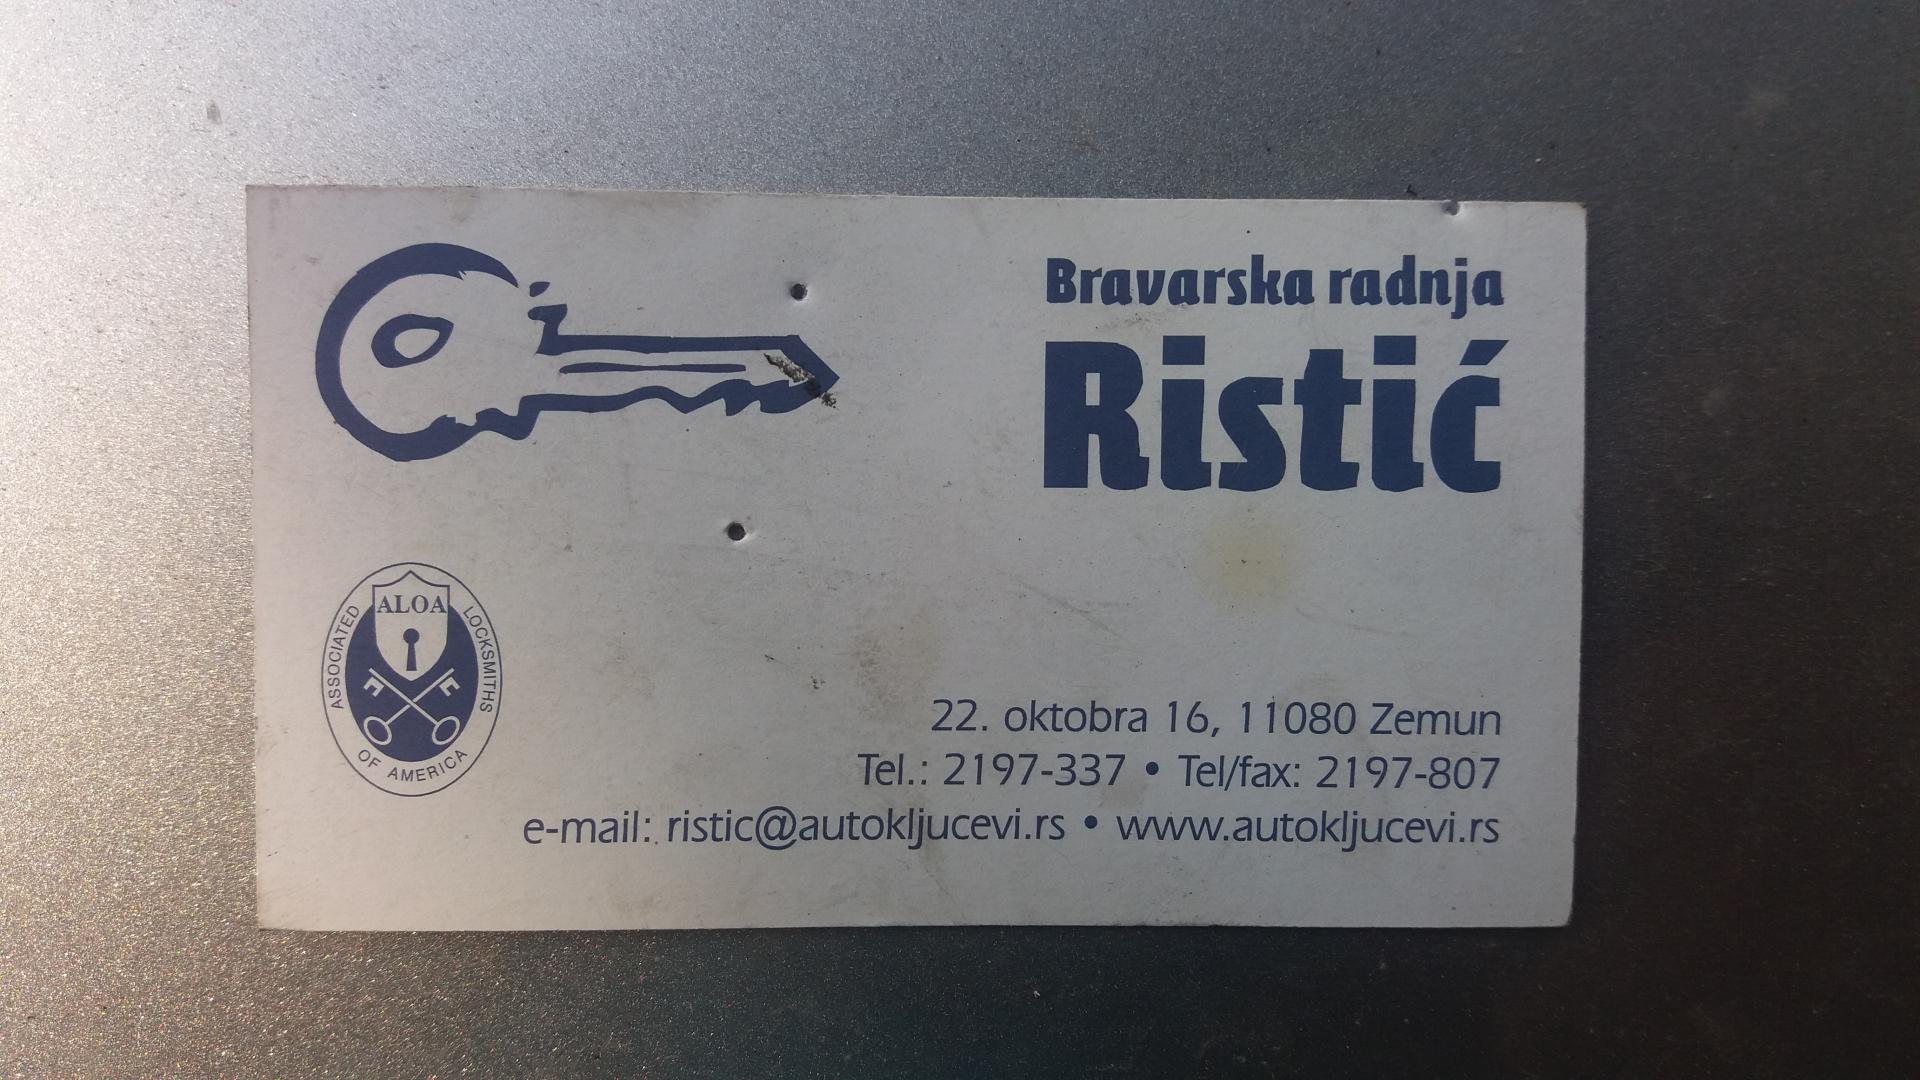 Bravarska radnja
Ristić
ALOA
ASSOCIATED LOCKSMITHS
OF AMERICA
22. oktobra 16, 11080 Zemun
Tel.: 2197-337 • Tel/fax: 2197-807
e-mail: ristic@autokljucevi.rs • www.autokljucevi.rs